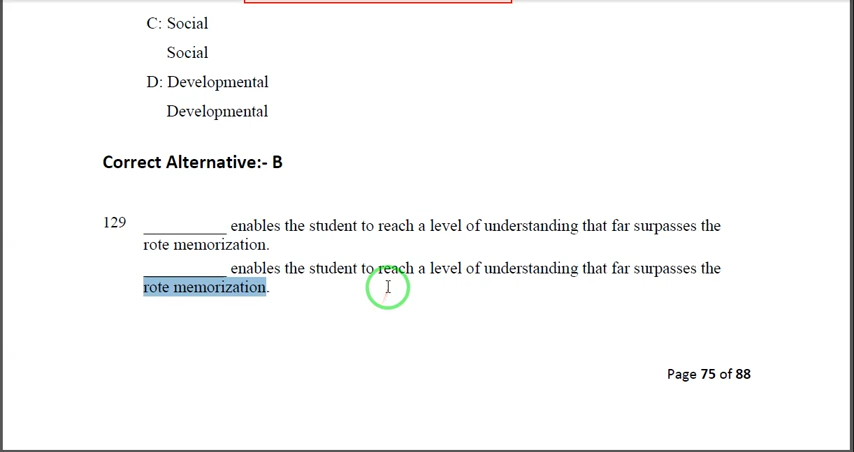 C: Social
Social
D: Developmental
Developmental
Correct Alternative:- B
129 __________ enables the student to reach a level of understanding that far surpasses the
rote memorization.
__________ enables the student to reach a level of understanding that far surpasses the
rote memorization.
Page 75 of 88